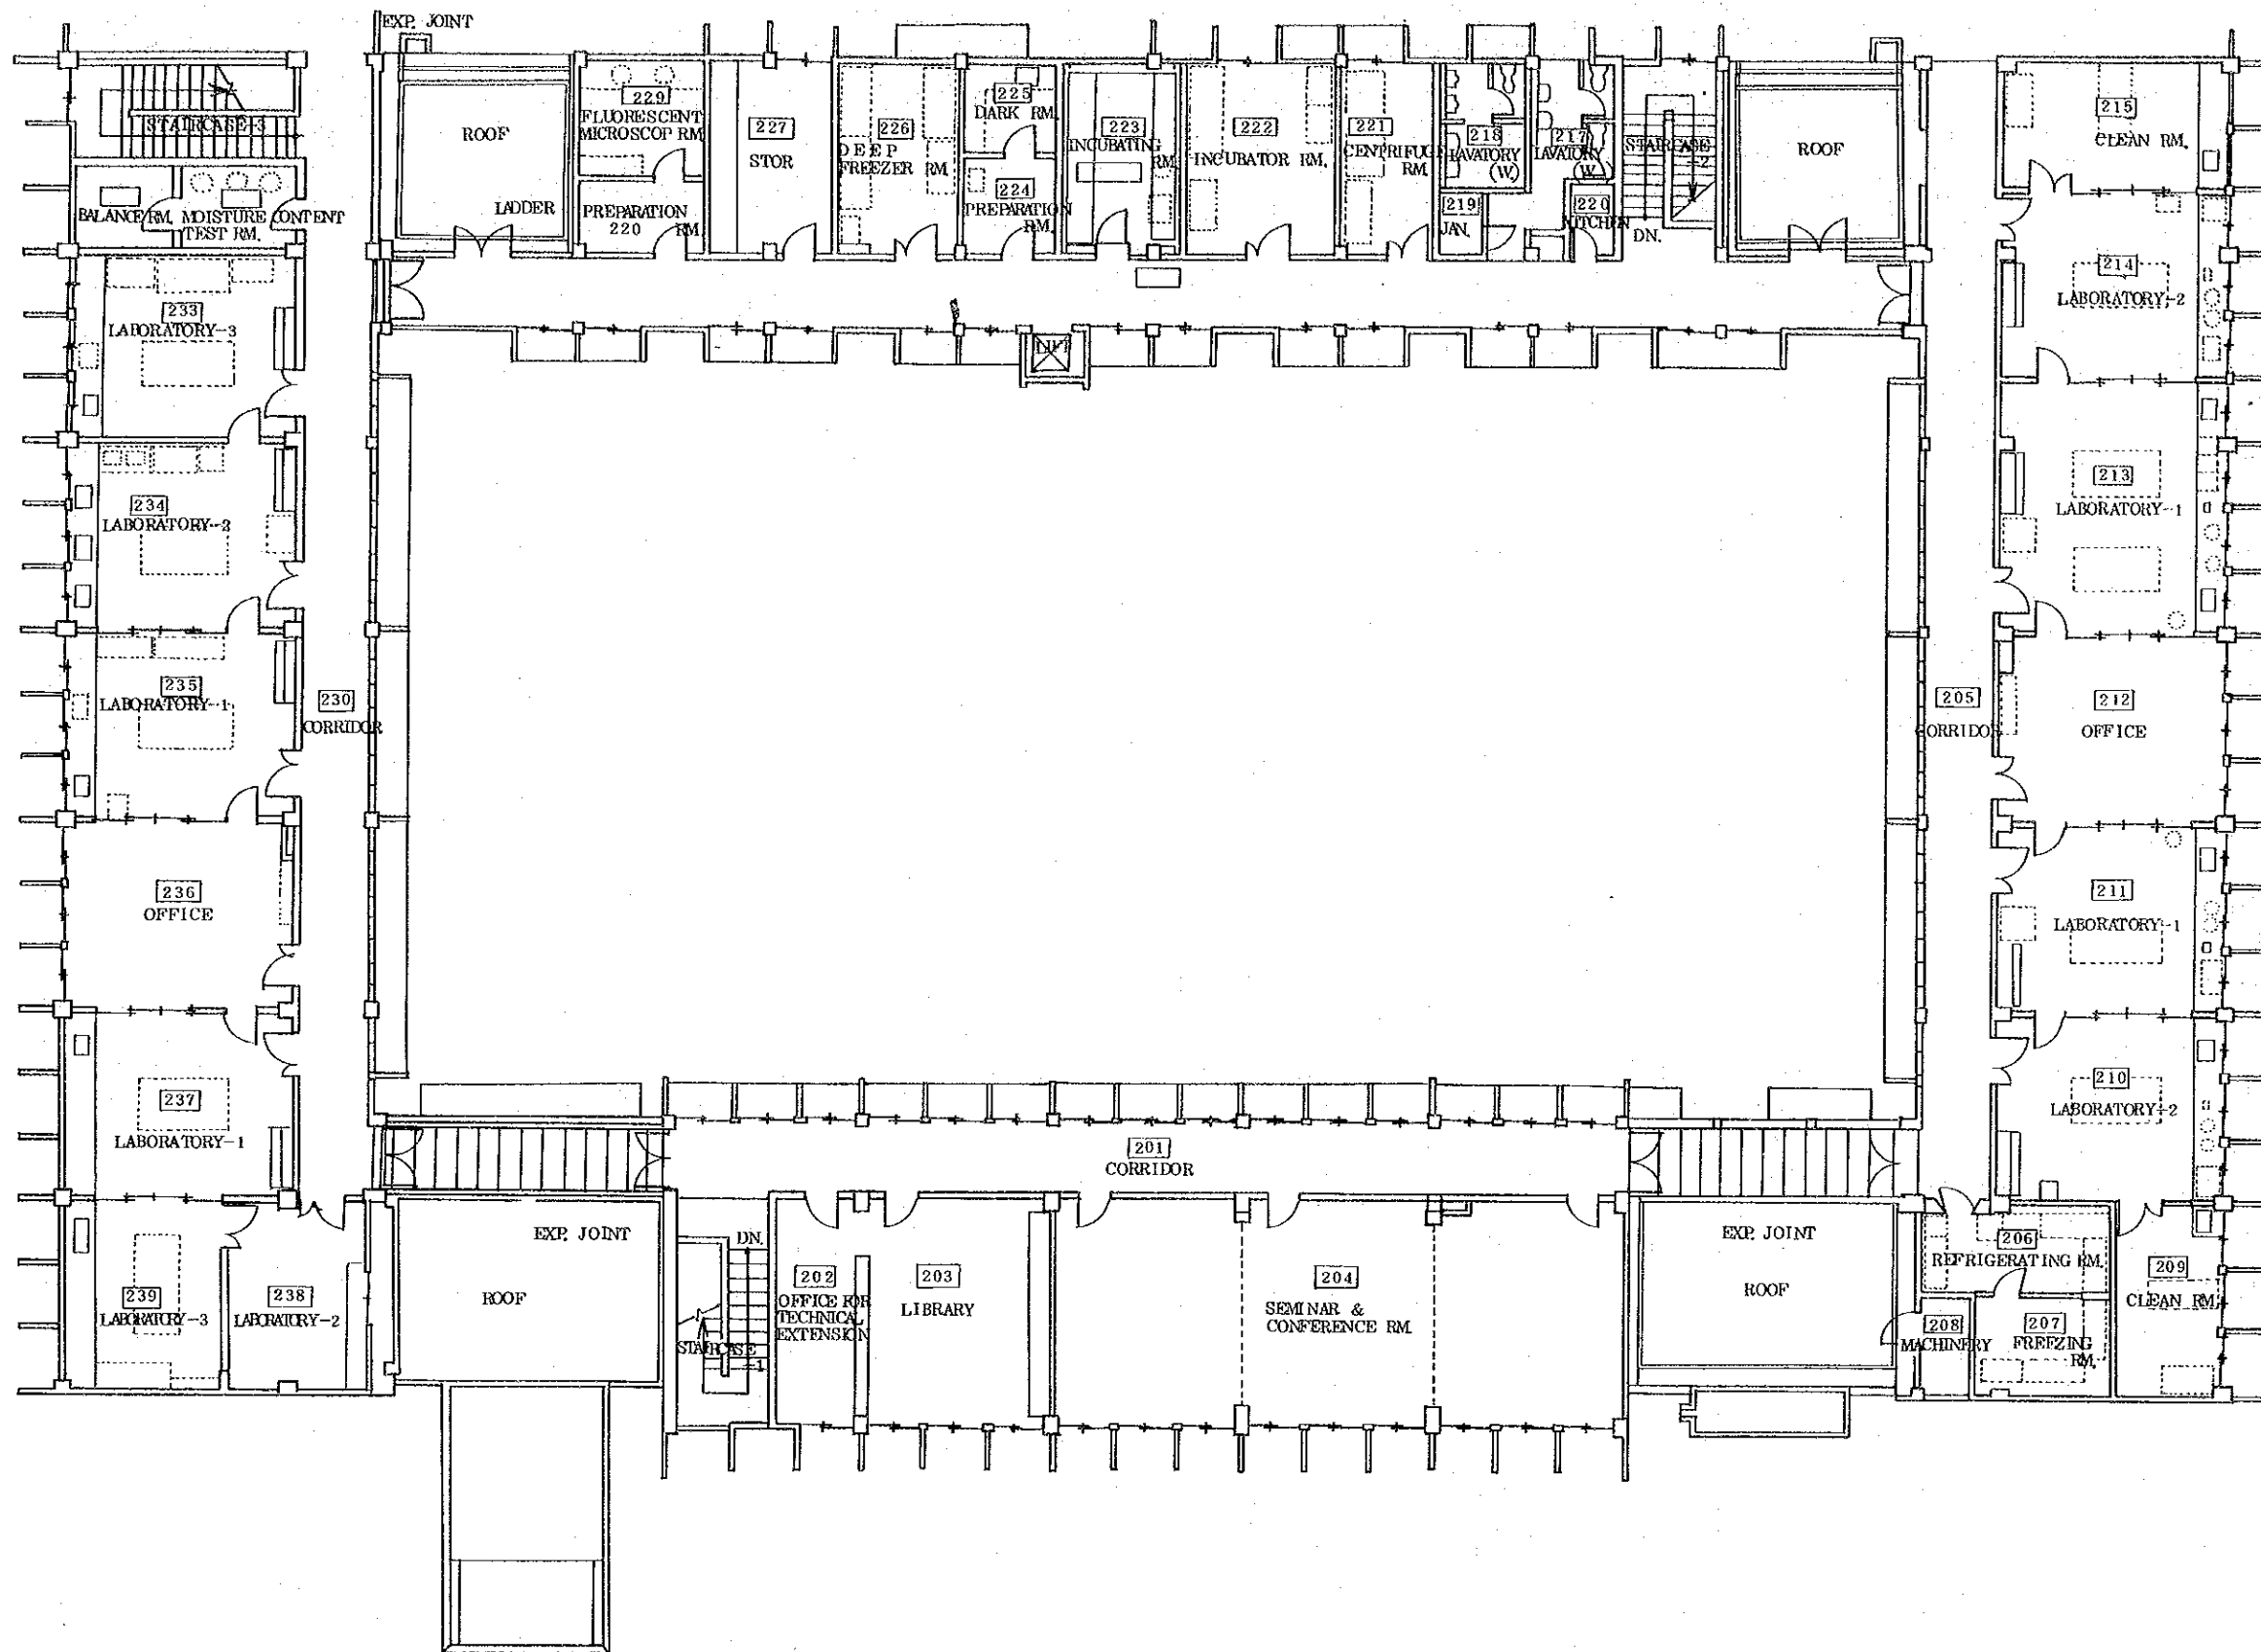 EXP. JOINT
STAIRCASE-3
BALANCE RM.
MOISTURE CONTENT
TEST RM.
ROOF
LADDER
229
FLUORESCENT
MICROSCOP RM.
PREPARATION
220 RM.
227
STOR
226
DEEP
FREEZER RM.
225
DARK RM.
224
PREPARATION
RM.
223
INCUBATING
RM.
222
INCUBATOR RM.
221
CENTRIFUGE
RM.
218
LAVATORY
(W.)
217
LAVATORY
(W.)
219
JAN.
220
KITCHEN
STAIRCASE
-2
DN.
ROOF
215
CLEAN RM.
214
LABORATORY-2
213
LABORATORY-1
212
OFFICE
211
LABORATORY-1
210
LABORATORY-2
205
CORRIDOR
LIFT
233
LABORATORY-3
234
LABORATORY-2
235
LABORATORY-1
230
CORRIDOR
236
OFFICE
237
LABORATORY-1
239
LABORATORY-3
238
LABORATORY-2
EXP. JOINT
ROOF
201
CORRIDOR
DN.
STAIRCASE
-1
202
OFFICE FOR
TECHNICAL
EXTENSION
203
LIBRARY
204
SEMINAR &
CONFERENCE RM.
EXP. JOINT
ROOF
206
REFRIGERATING RM.
208
MACHINERY
207
FREEZING
RM.
209
CLEAN RM.